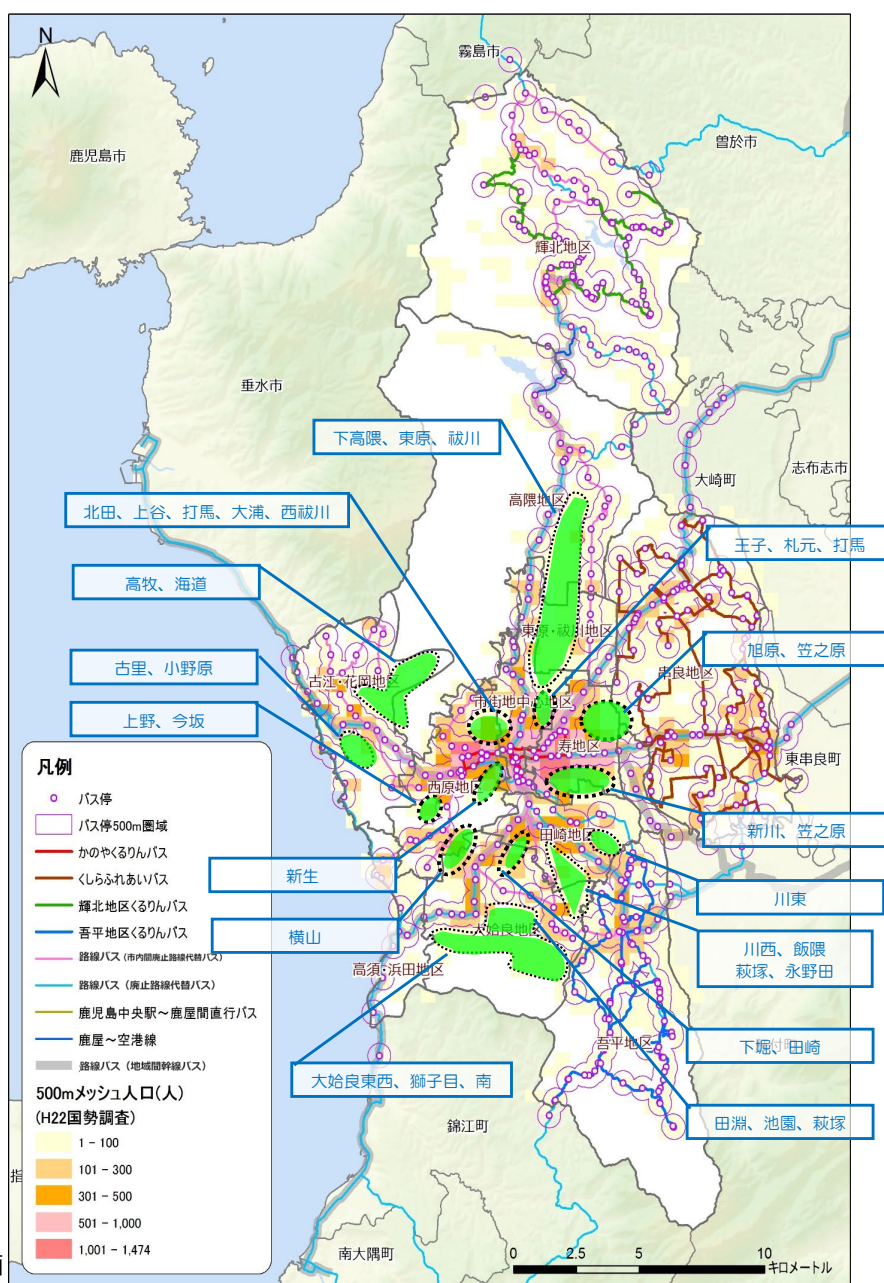 N
霧島市
鹿児島市
曽於市
輝北地区
垂水市
下高隈、東原、祓川
大崎町
志布志市
高隈地区
北田、上谷、打馬、大浦、西祓川
王子、札元、打馬
高牧、海道
東原・祓川地区
旭原、笠之原
古里、小野原
古江・花岡地区
串良地区
市街地中心地区
上野、今坂
寿地区
東串良町
西原地区
新川、笠之原
田崎地区
新生
川東
横山
大姶良地区
川西、飯隈
萩塚、永野田
高須・浜田地区
下堀、田崎
吾平地区
大姶良東西、獅子目、南
田淵、池園、萩塚
錦江町
南大隅町
凡例
バス停
バス停500m圏域
かのやくるりんバス
くしらふれあいバス
輝北地区くるりんバス
吾平地区くるりんバス
路線バス（市内間廃止路線代替バス）
路線バス（廃止路線代替バス）
鹿児島中央駅～鹿屋間直行バス
鹿屋～空港線
路線バス（地域間幹線バス）
500mメッシュ人口(人)
(H22国勢調査)
1 - 100
101 - 300
301 - 500
501 - 1,000
1,001 - 1,474
0 2.5 5 10
キロメートル